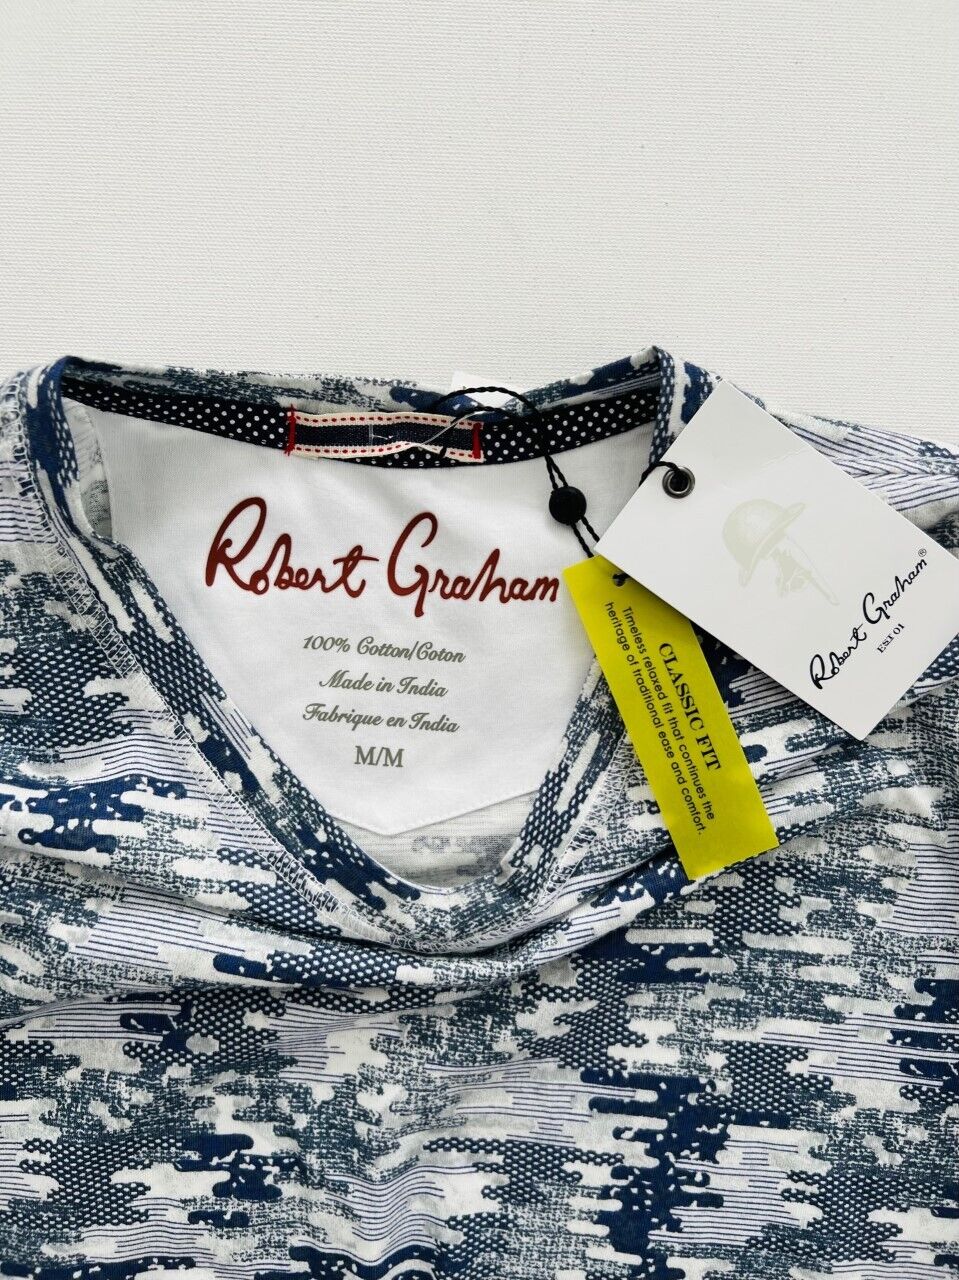 Robert Graham
100% Cotton/Coton
Made in India
Fabrique en India
M/M
CLASSIC FIT
Timeless relaxed fit that continues the
heritage of traditional ease and comfort.
Robert Graham®
EST 01